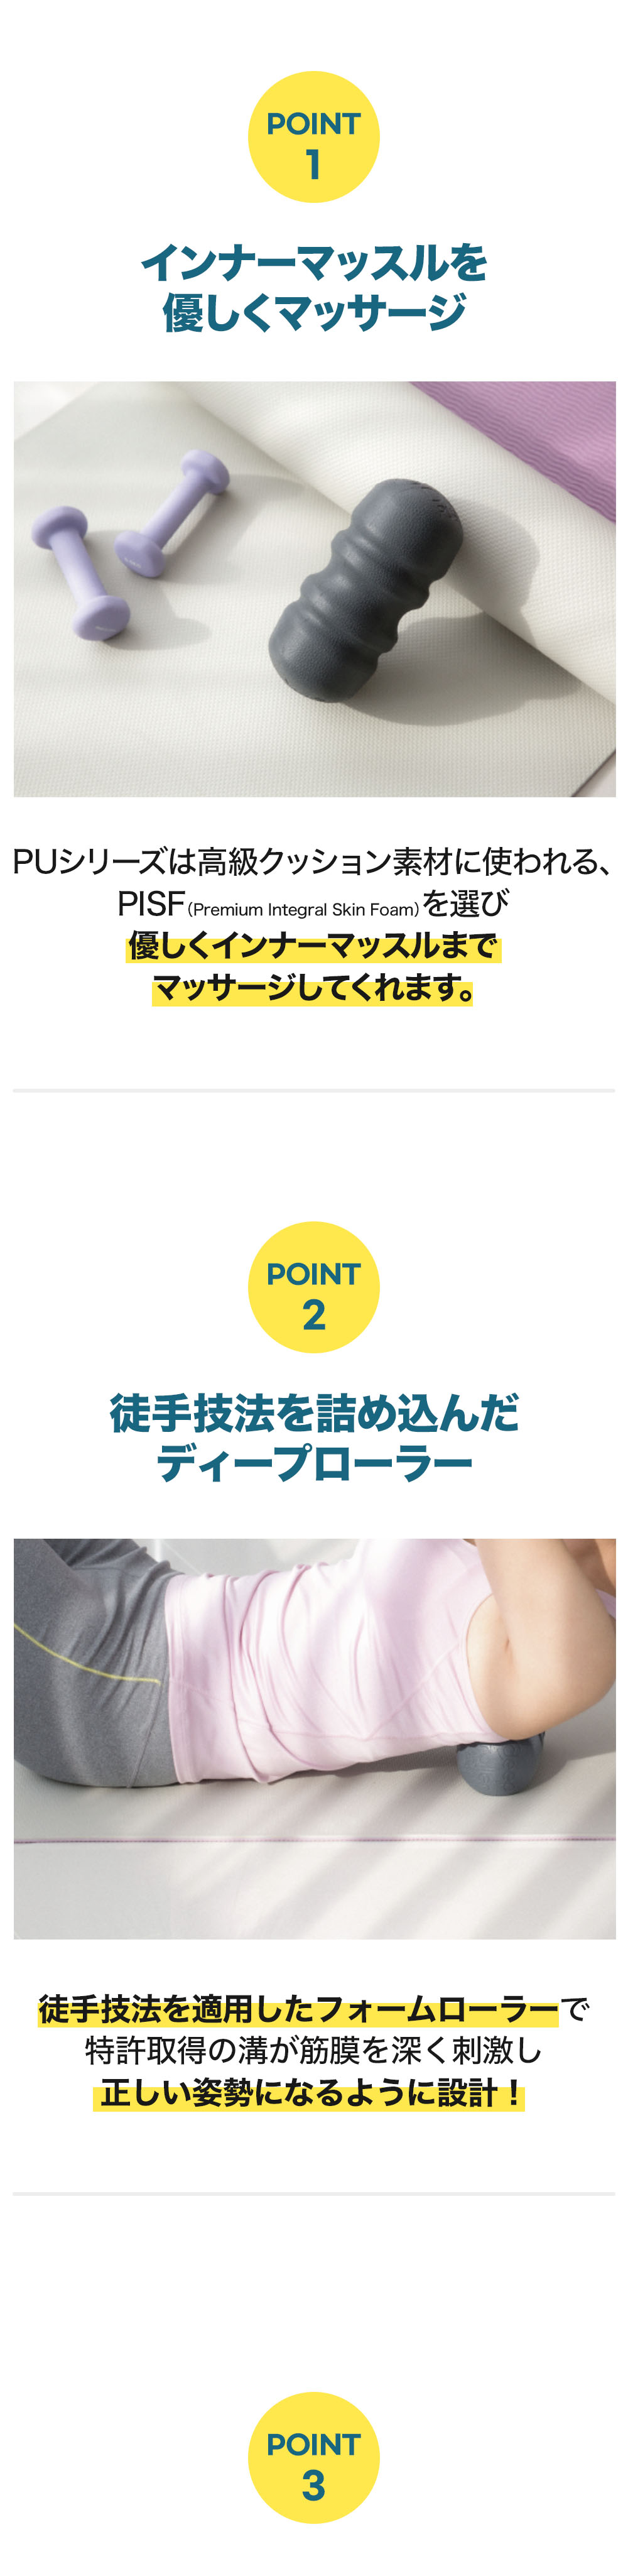 POINT
1
インナーマッスルを
優しくマッサージ
PUシリーズは高級クッション素材に使われる、
PISF(Premium Integral Skin Foam)を選び
優しくインナーマッスルまで
マッサージしてくれます。
POINT
2
徒手技法を詰め込んだ
ディープローラー
徒手技法を適用したフォームローラーで
特許取得の溝が筋膜を深く刺激し
正しい姿勢になるように設計！
POINT
3